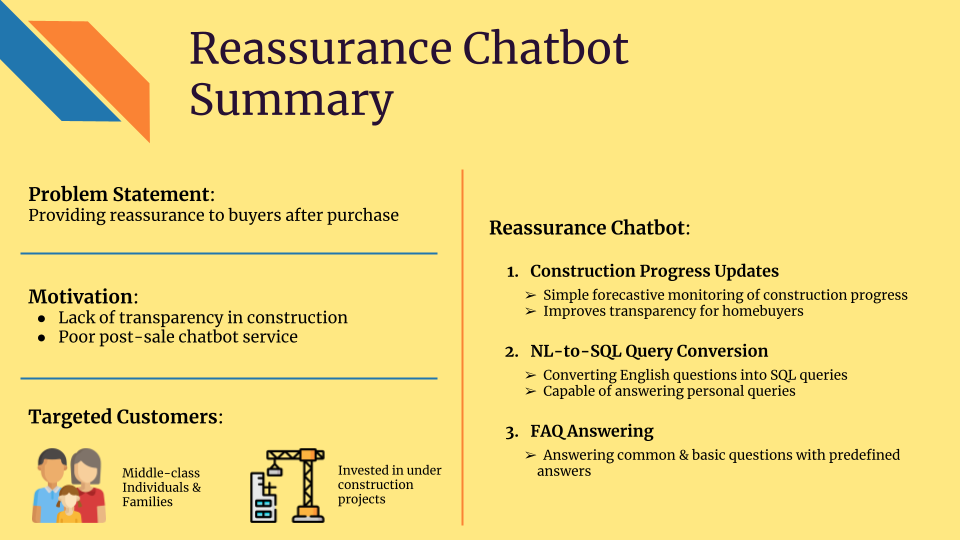 Reassurance Chatbot
Summary
Problem Statement:
Providing reassurance to buyers after purchase
Motivation:
● Lack of transparency in construction
● Poor post-sale chatbot service
Targeted Customers:
Middle-class
Individuals &
Families
Invested in under
construction
projects
Reassurance Chatbot:
1. Construction Progress Updates
➢ Simple forecastive monitoring of construction progress
➢ Improves transparency for homebuyers
2. NL-to-SQL Query Conversion
➢ Converting English questions into SQL queries
➢ Capable of answering personal queries
3. FAQ Answering
➢ Answering common & basic questions with predefined
answers